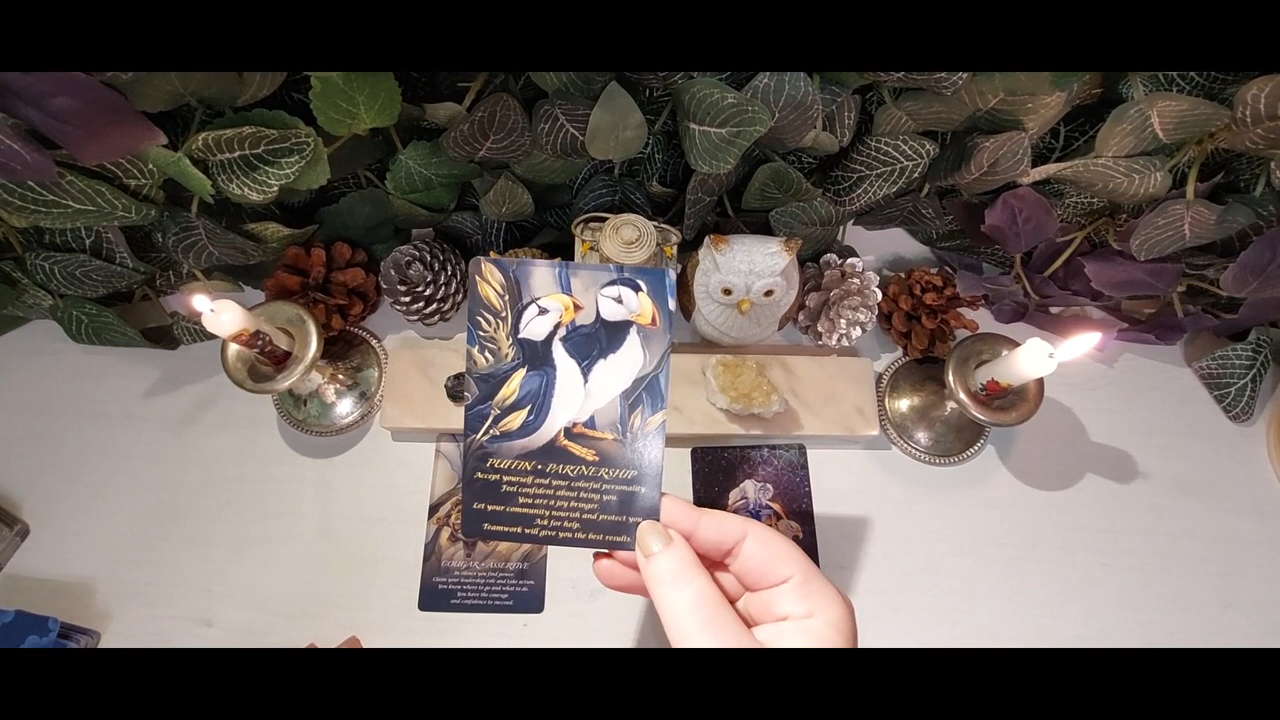 PUFFIN • PARTNERSHIP
Accept yourself and your colorful personality.
Feel confident about being you.
You are a joy bringer.
Let your community nourish and protect you.
Ask for help.
Teamwork will give you the best results.
COUGAR • ASSERTIVE
In silence you find power.
Claim your leadership role and take action.
You know where to go and what to do.
You have the courage
and confidence to succeed.